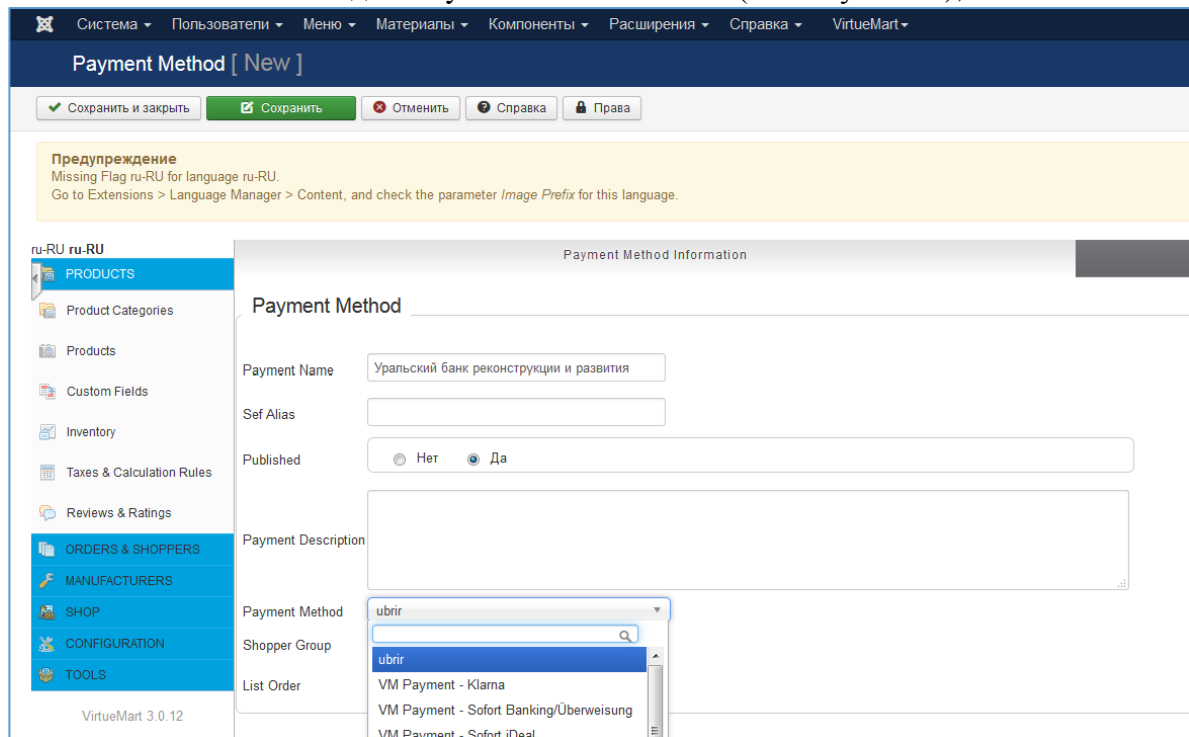 Система Пользователи Меню Материалы Компоненты Расширения Справка VirtueMart
Payment Method [ New ]
Сохранить и закрыть Сохранить Отменить Справка Права
Предупреждение
Missing Flag ru-RU for language ru-RU.
Go to Extensions > Language Manager > Content, and check the parameter Image Prefix for this language.
ru-RU ru-RU
Payment Method Information
PRODUCTS
Product Categories
Products
Custom Fields
Inventory
Taxes & Calculation Rules
Reviews & Ratings
ORDERS & SHOPPERS
MANUFACTURERS
SHOP
CONFIGURATION
TOOLS
VirtueMart 3.0.12
Payment Method
Payment Name Уральский банк реконструкции и развития
Sef Alias
Published Нет Да
Payment Description
Payment Method ubrir
Shopper Group
ubrir
List Order
VM Payment - Klarna
VM Payment - Sofort Banking/Überweisung
VM Payment - Sofort iDeal